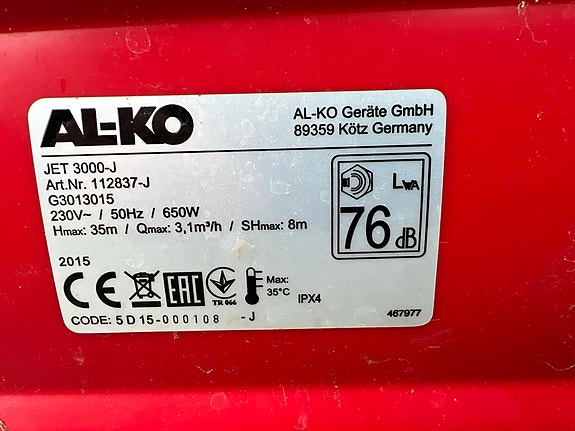 AL-KO
AL-KO Geräte GmbH
89359 Kötz Germany
JET 3000-J
Art.Nr. 112837-J
G3013015
230V~ / 50Hz / 650W
Hmax: 35m / Qmax: 3,1m³/h / SHmax: 8m
LWA
76 dB
2015
CE EAC TR 066 Max: 35°C IPX4
CODE: 5 D 15-000108 -J
467977